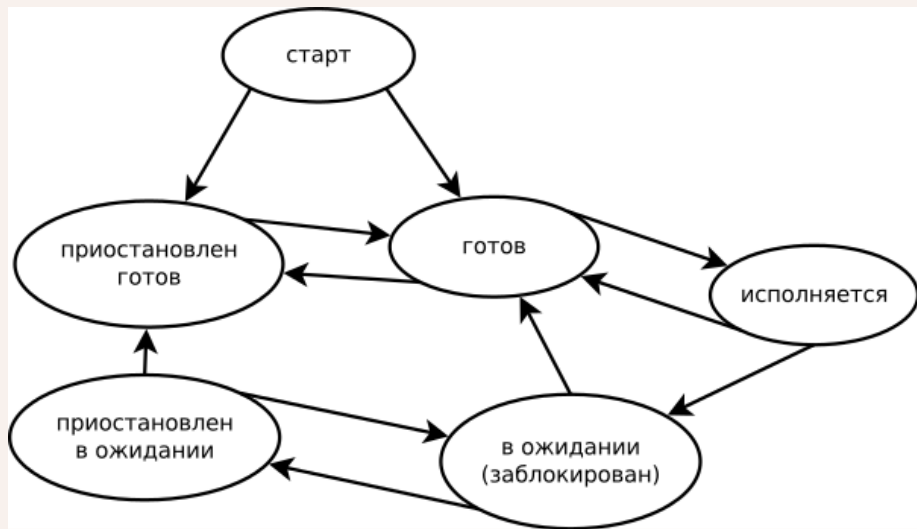 старт
приостановлен
готов
готов
исполняется
приостановлен
в ожидании
в ожидании
(заблокирован)